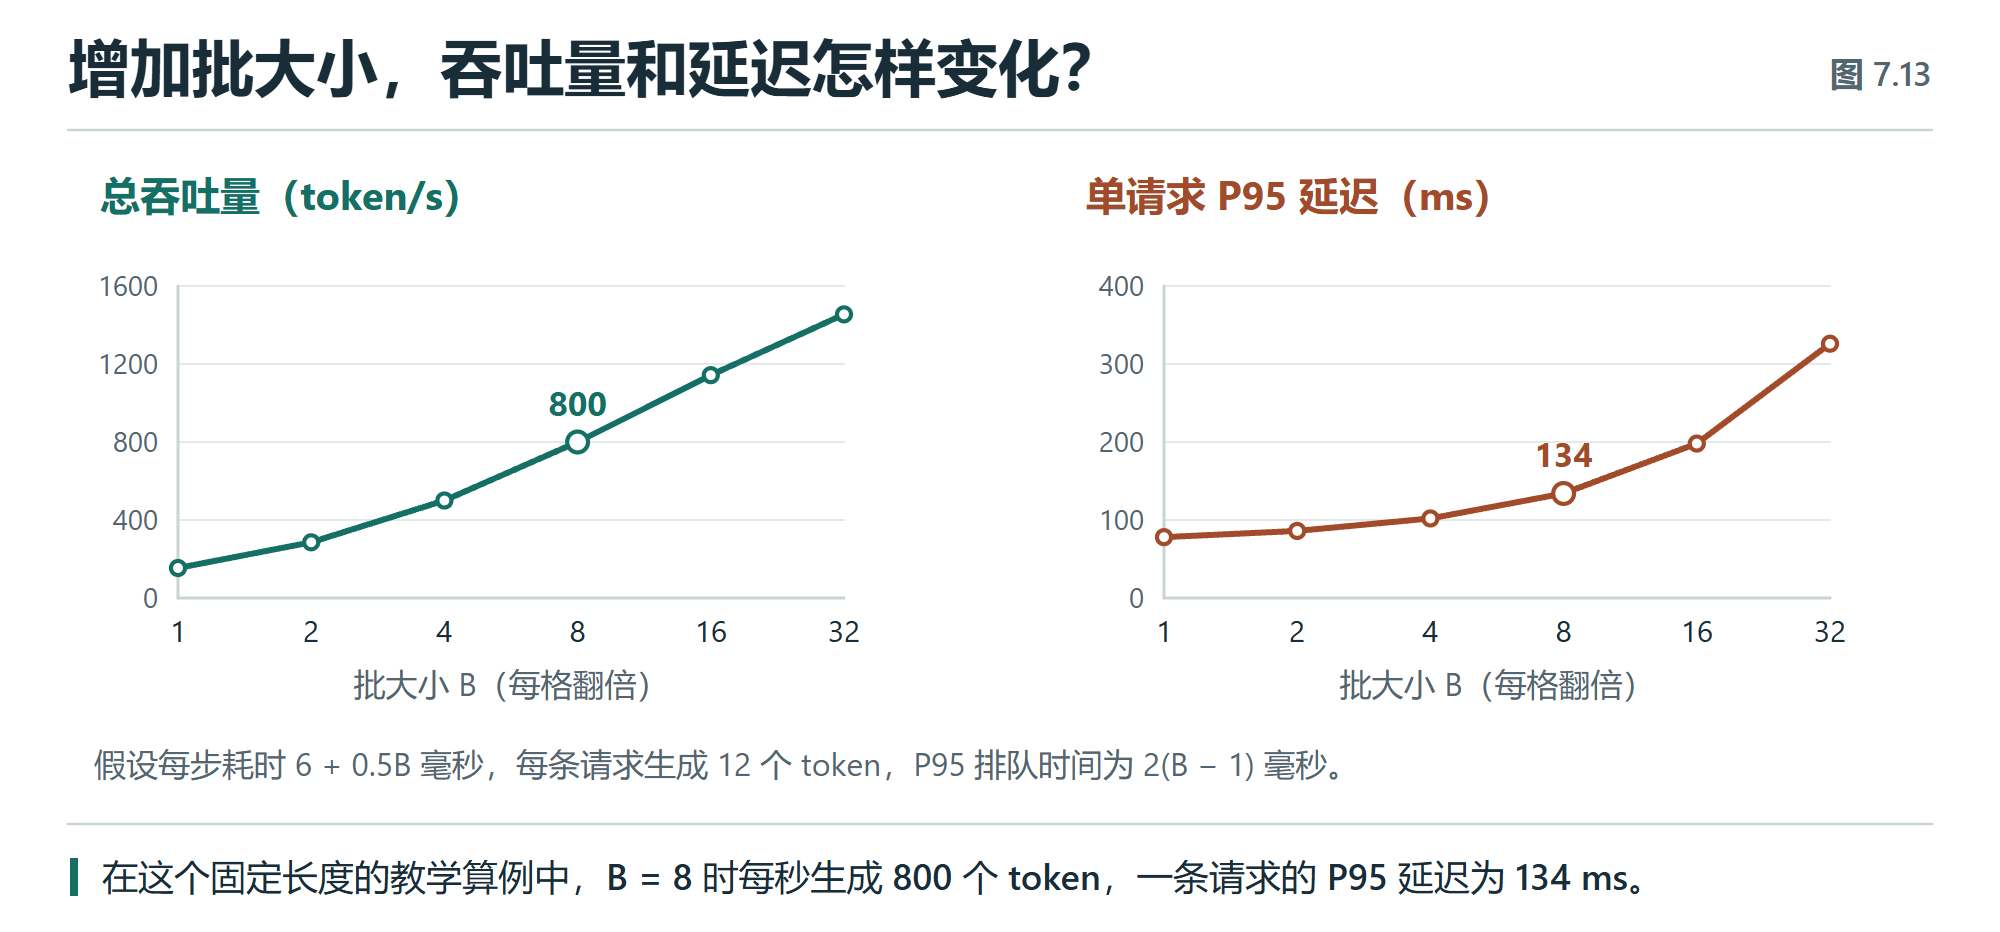 增加批大小，吞吐量和延迟怎样变化？
图 7.13
总吞吐量（token/s）
1600
1200
800
400
0
800
1 2 4 8 16 32
批大小 B（每格翻倍）
单请求 P95 延迟（ms）
400
300
200
100
0
134
1 2 4 8 16 32
批大小 B（每格翻倍）
假设每步耗时 6 + 0.5B 毫秒，每条请求生成 12 个 token，P95 排队时间为 2(B − 1) 毫秒。
在这个固定长度的教学算例中，B = 8 时每秒生成 800 个 token，一条请求的 P95 延迟为 134 ms。